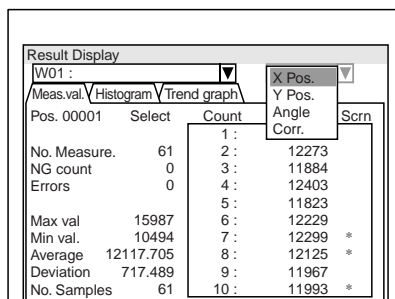 Result Display
W01 :
X Pos.
Y Pos.
Angle
Corr.
Meas.val. Histogram Trend graph
Pos. 00001 Select Count Scrn
1 :
No. Measure. 61 2 : 12273
NG count 0 3 : 11884
Errors 0 4 : 12403
5 : 11823
Max val 15987 6 : 12229
Min val. 10494 7 : 12299 *
Average 12117.705 8 : 12125 *
Deviation 717.489 9 : 11967
No. Samples 61 10 : 11993 *